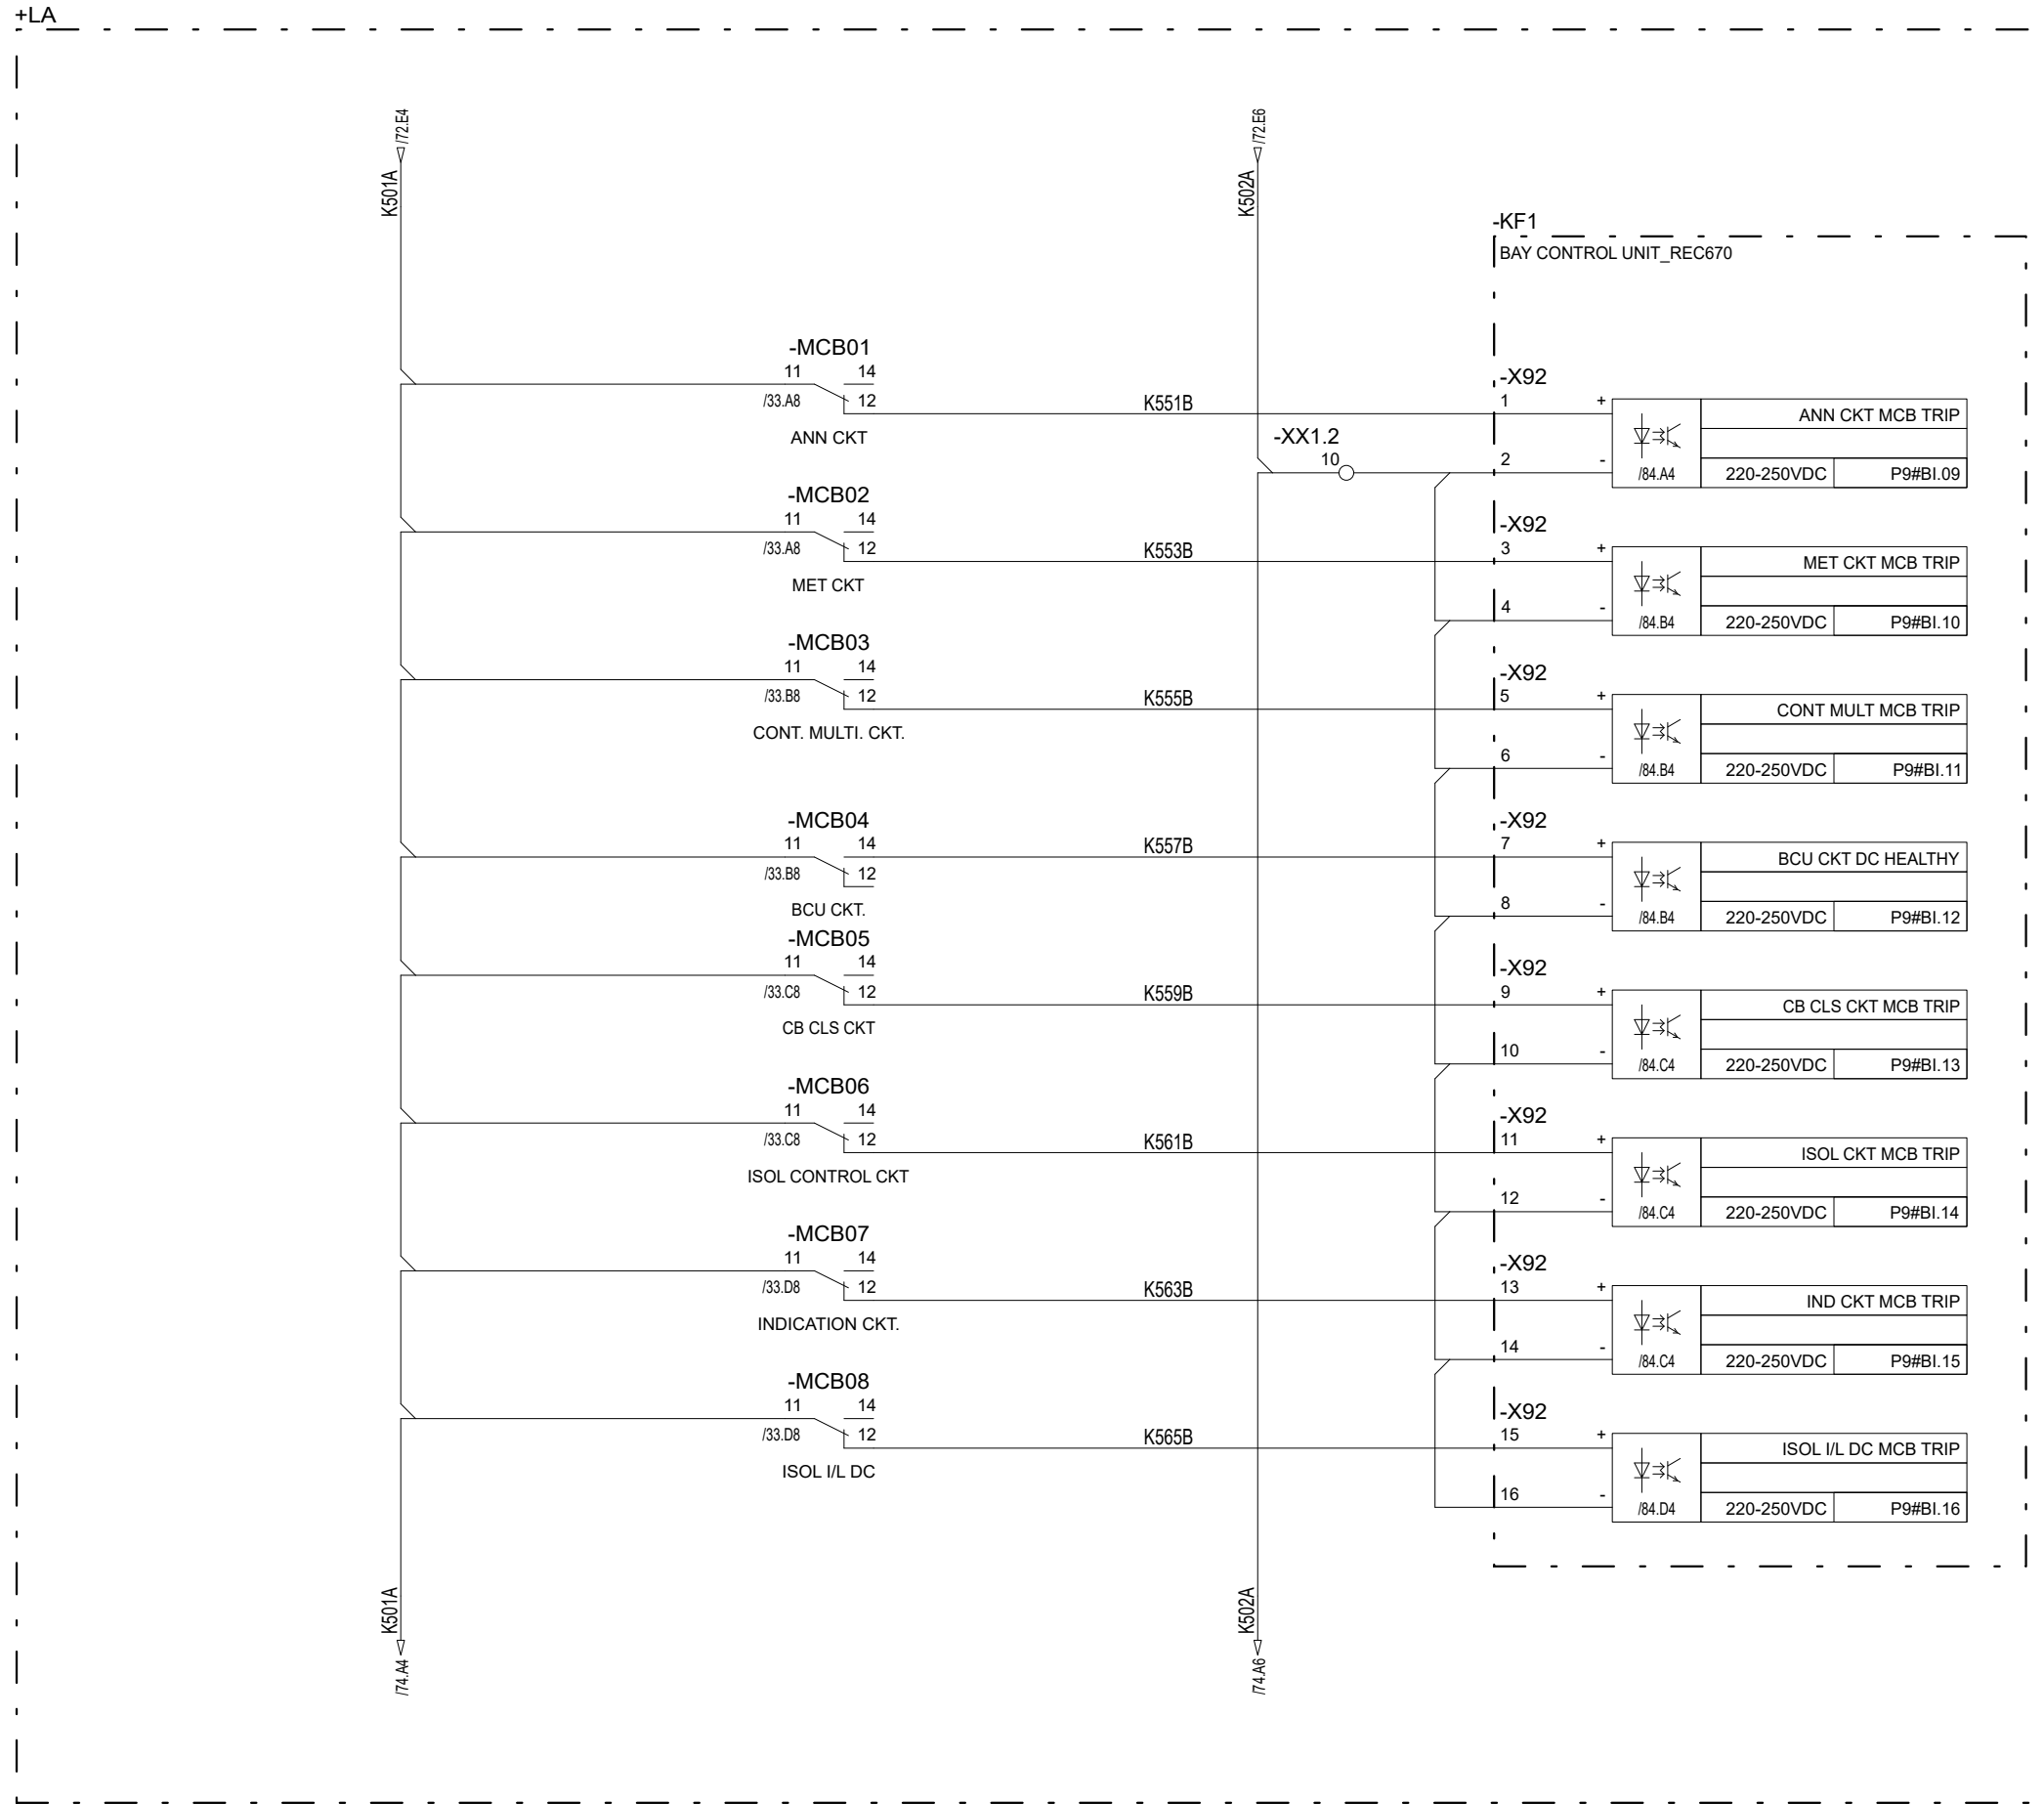 +LA
/72.E4
/72.E6
K501A
K502A
-KF1
BAY CONTROL UNIT_REC670
-MCB01
11 14
/33.A8 12
ANN CKT
K551B
-X92
1 +
2 -
-XX1.2
10
ANN CKT MCB TRIP
/84.A4 220-250VDC P9#BI.09
-MCB02
11 14
/33.A8 12
MET CKT
K553B
-X92
3 +
4 -
MET CKT MCB TRIP
/84.B4 220-250VDC P9#BI.10
-MCB03
11 14
/33.B8 12
CONT. MULTI. CKT.
K555B
-X92
5 +
6 -
CONT MULT MCB TRIP
/84.B4 220-250VDC P9#BI.11
-MCB04
11 14
/33.B8 12
BCU CKT.
K557B
-X92
7 +
8 -
BCU CKT DC HEALTHY
/84.B4 220-250VDC P9#BI.12
-MCB05
11 14
/33.C8 12
CB CLS CKT
K559B
-X92
9 +
10 -
CB CLS CKT MCB TRIP
/84.C4 220-250VDC P9#BI.13
-MCB06
11 14
/33.C8 12
ISOL CONTROL CKT
K561B
-X92
11 +
12 -
ISOL CKT MCB TRIP
/84.C4 220-250VDC P9#BI.14
-MCB07
11 14
/33.D8 12
INDICATION CKT.
K563B
-X92
13 +
14 -
IND CKT MCB TRIP
/84.C4 220-250VDC P9#BI.15
-MCB08
11 14
/33.D8 12
ISOL I/L DC
K565B
-X92
15 +
16 -
ISOL I/L DC MCB TRIP
/84.D4 220-250VDC P9#BI.16
K501A
K502A
/74.A4
/74.A6